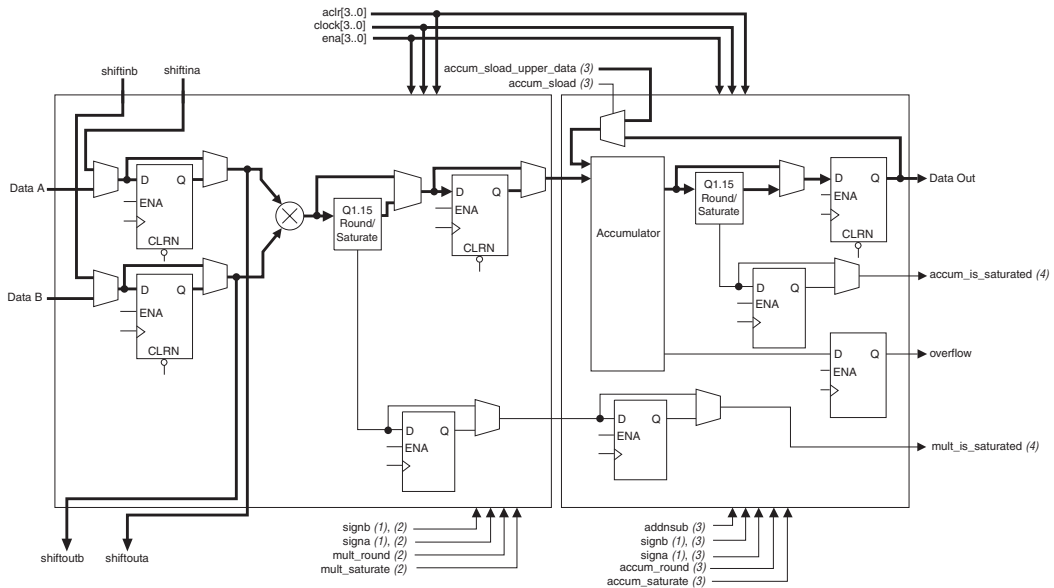 aclr[3..0]
clock[3..0]
ena[3..0]
shiftinb
shiftina
accum_sload_upper_data (3)
accum_sload (3)
Data A
D Q
ENA
CLRN
Data B
D Q
ENA
CLRN
Q1.15
Round/
Saturate
D Q
ENA
CLRN
Accumulator
Q1.15
Round/
Saturate
D Q
ENA
CLRN
Data Out
D Q
ENA
accum_is_saturated (4)
D Q
ENA
overflow
D Q
ENA
D Q
ENA
mult_is_saturated (4)
shiftoutb
shiftouta
signb (1), (2)
signa (1), (2)
mult_round (2)
mult_saturate (2)
addnsub (3)
signb (1), (3)
signa (1), (3)
accum_round (3)
accum_saturate (3)